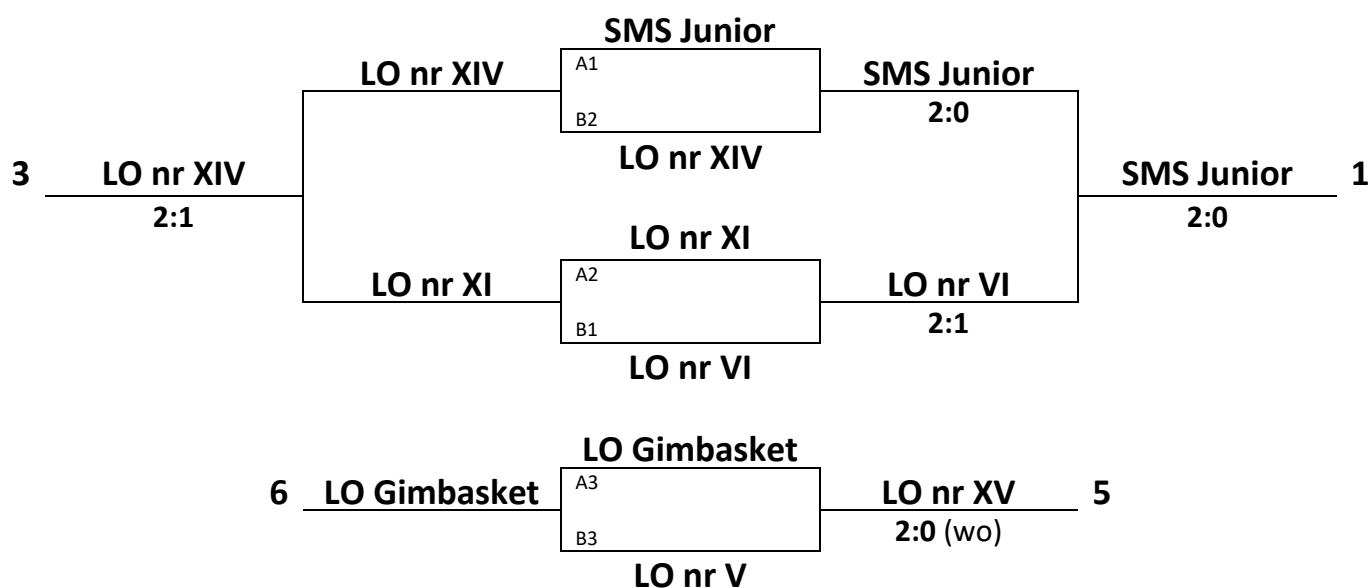 SMS Junior
LO nr XIV
A1
SMS Junior
B2
2:0
LO nr XIV
3
LO nr XIV
SMS Junior
1
2:1
2:0
LO nr XI
LO nr XI
A2
LO nr VI
B1
2:1
LO nr VI
LO Gimbasket
6
LO Gimbasket
A3
LO nr XV
5
B3
2:0 (wo)
LO nr V